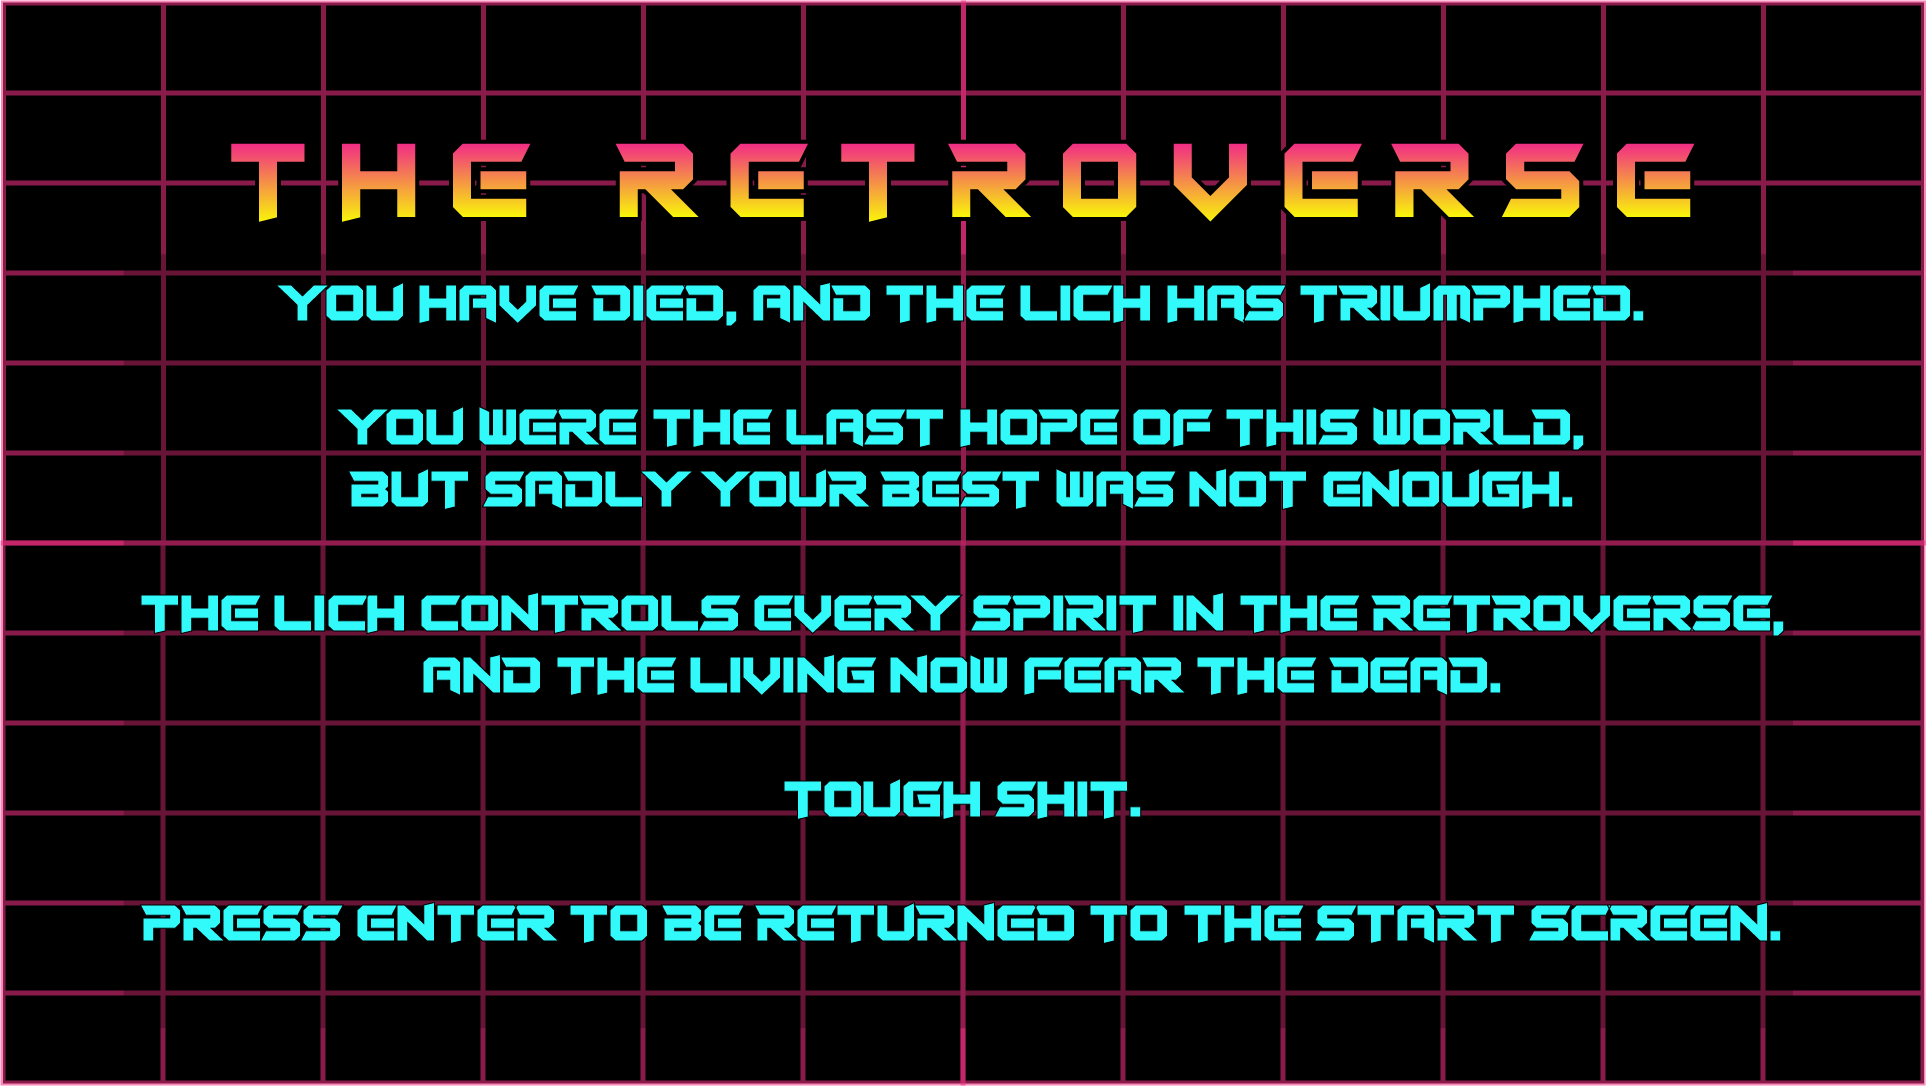 THE RETROVERSE
YOU HAVE DIED, AND THE LICH HAS TRIUMPHED.
YOU WERE THE LAST HOPE OF THIS WORLD,
BUT SADLY YOUR BEST WAS NOT ENOUGH.
THE LICH CONTROLS EVERY SPIRIT IN THE RETROVERSE,
AND THE LIVING NOW FEAR THE DEAD.
TOUGH SHIT.
PRESS ENTER TO BE RETURNED TO THE START SCREEN.